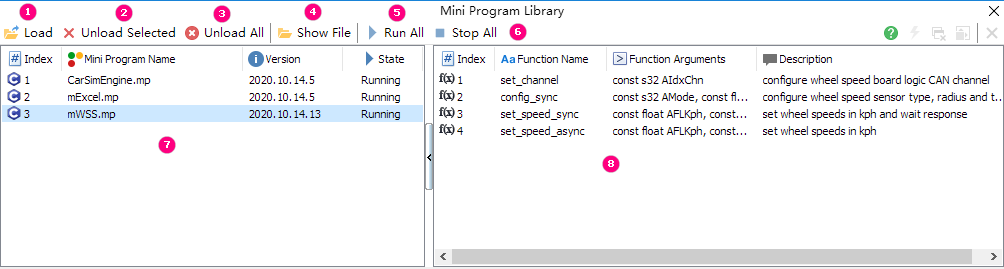 1 2 3 4 5 6
Mini Program Library
Load Unload Selected Unload All Show File Run All Stop All
# Index Mini Program Name Version State
1 CarSimEngine.mp 2020.10.14.5 Running
2 mExcel.mp 2020.10.14.5 Running
3 mWSS.mp 2020.10.14.13 Running
7
# Index Aa Function Name Function Arguments Description
f(x) 1 set_channel const s32 AIdxChn configure wheel speed board logic CAN channel
f(x) 2 config_sync const s32 AMode, const fl... configure wheel speed sensor type, radius and t...
f(x) 3 set_speed_sync const float AFLKph, const... set wheel speeds in kph and wait response
f(x) 4 set_speed_async const float AFLKph, const... set wheel speeds in kph
8